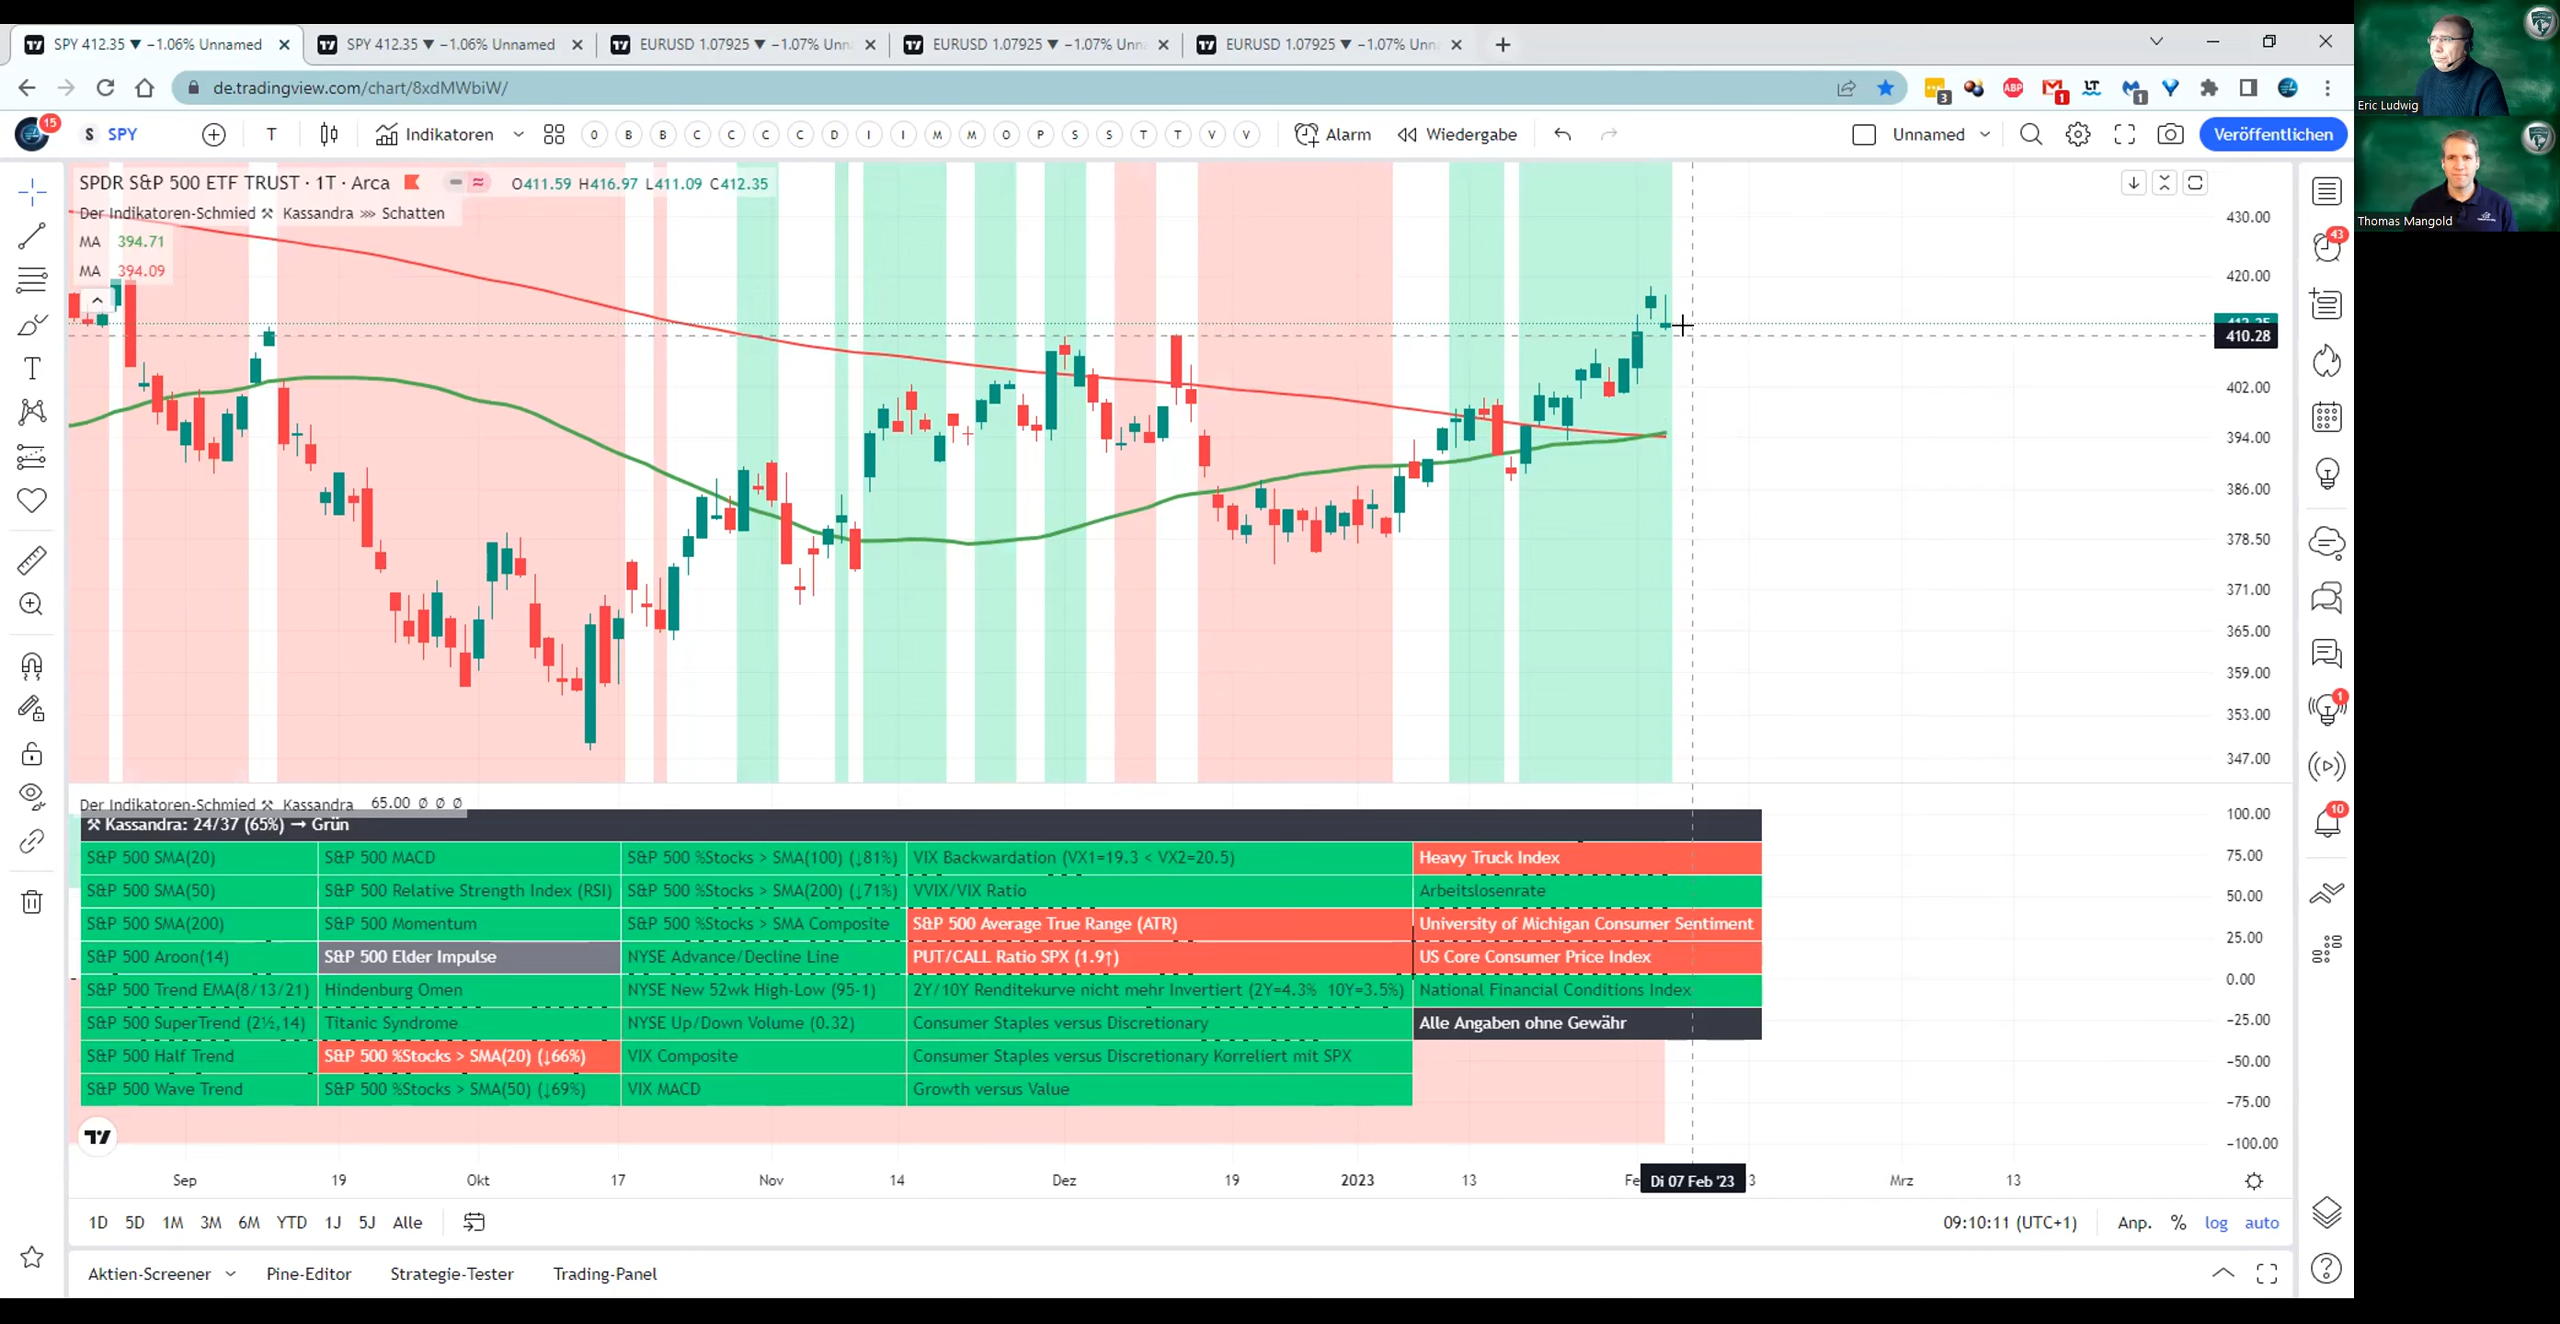 SPY 412.35 ▼ −1.06% Unnamed
SPY 412.35 ▼ −1.06% Unnamed
EURUSD 1.07925 ▼ −1.07% Unn
EURUSD 1.07925 ▼ −1.07% Unn
EURUSD 1.07925 ▼ −1.07% Unn
de.tradingview.com/chart/8xdMWbiW/
3
ABP
1
LT
1
15
S SPY
T
Indikatoren
O B B C C C C D I I M M O P S S T T V V
Alarm
Wiedergabe
Unnamed
Veröffentlichen
Eric Ludwig
Thomas Mangold
SPDR S&P 500 ETF TRUST · 1T · Arca
O411.59 H416.97 L411.09 C412.35
Der Indikatoren-Schmied ⚒ Kassandra ⋙ Schatten
MA 394.71
MA 394.09
430.00
420.00
410.28
402.00
394.00
386.00
378.50
371.00
365.00
359.00
353.00
347.00
43
1
10
Der Indikatoren-Schmied ⚒ Kassandra 65.00 ∅ ∅ ∅
⚒ Kassandra: 24/37 (65%) → Grün
S&P 500 SMA(20)
S&P 500 MACD
S&P 500 %Stocks > SMA(100) (↓81%)
VIX Backwardation (VX1=19.3 < VX2=20.5)
Heavy Truck Index
S&P 500 SMA(50)
S&P 500 Relative Strength Index (RSI)
S&P 500 %Stocks > SMA(200) (↓71%)
VVIX/VIX Ratio
Arbeitslosenrate
S&P 500 SMA(200)
S&P 500 Momentum
S&P 500 %Stocks > SMA Composite
S&P 500 Average True Range (ATR)
University of Michigan Consumer Sentiment
S&P 500 Aroon(14)
S&P 500 Elder Impulse
NYSE Advance/Decline Line
PUT/CALL Ratio SPX (1.9↑)
US Core Consumer Price Index
S&P 500 Trend EMA(8/13/21)
Hindenburg Omen
NYSE New 52wk High-Low (95-1)
2Y/10Y Renditekurve nicht mehr Invertiert (2Y=4.3% 10Y=3.5%)
National Financial Conditions Index
S&P 500 SuperTrend (2½,14)
Titanic Syndrome
NYSE Up/Down Volume (0.32)
Consumer Staples versus Discretionary
Alle Angaben ohne Gewähr
S&P 500 Half Trend
S&P 500 %Stocks > SMA(20) (↓66%)
VIX Composite
Consumer Staples versus Discretionary Korreliert mit SPX
S&P 500 Wave Trend
S&P 500 %Stocks > SMA(50) (↓69%)
VIX MACD
Growth versus Value
100.00
75.00
50.00
25.00
0.00
−25.00
−50.00
−75.00
−100.00
Sep 19 Okt 17 Nov 14 Dez 19 2023 13 Fe Di 07 Feb '23 3 Mrz 13
1D 5D 1M 3M 6M YTD 1J 5J Alle
09:10:11 (UTC+1) Anp. % log auto
Aktien-Screener Pine-Editor Strategie-Tester Trading-Panel